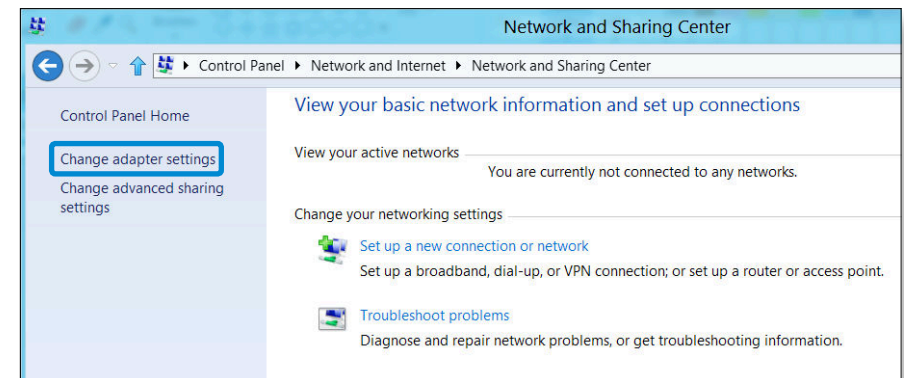 Network and Sharing Center
Control Panel Network and Internet Network and Sharing Center
Control Panel Home
Change adapter settings
Change advanced sharing
settings
View your basic network information and set up connections
View your active networks
You are currently not connected to any networks.
Change your networking settings
Set up a new connection or network
Set up a broadband, dial-up, or VPN connection; or set up a router or access point.
Troubleshoot problems
Diagnose and repair network problems, or get troubleshooting information.